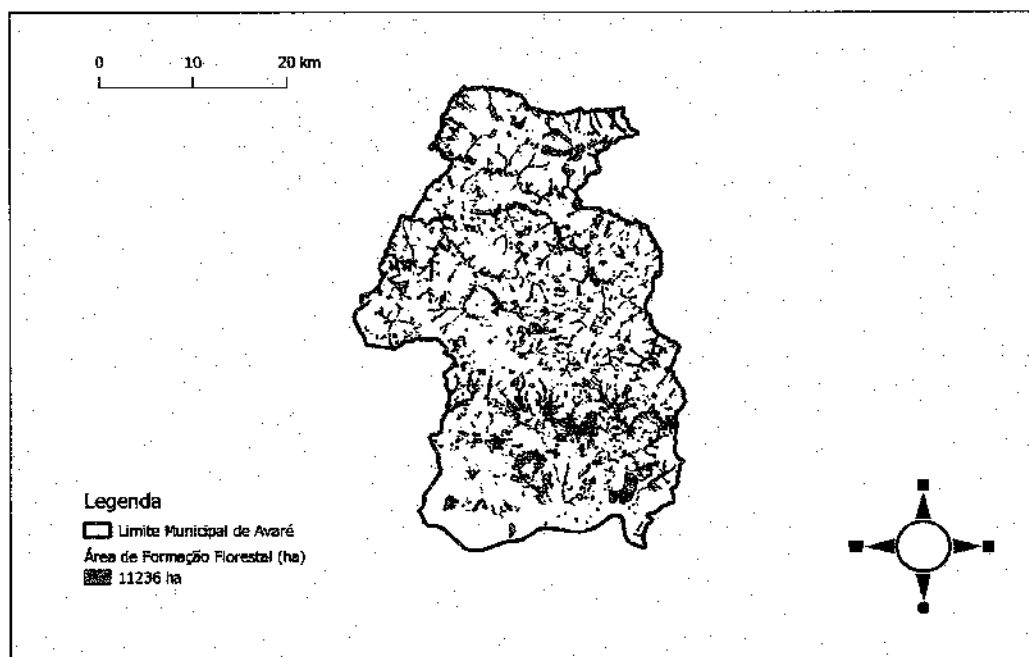 0 10 20 km
Legenda
Limite Municipal de Avaré
Área de Formação Florestal (ha)
11236 ha